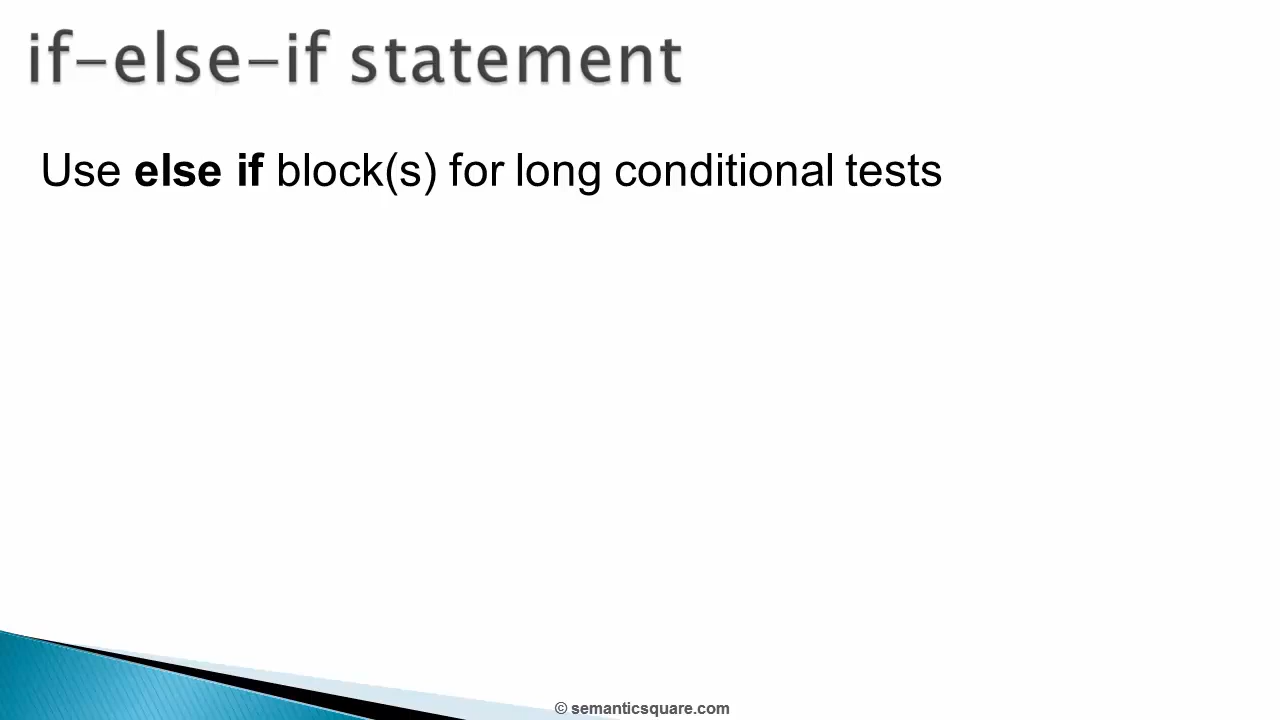 if-else-if statement
Use else if block(s) for long conditional tests
© semanticsquare.com